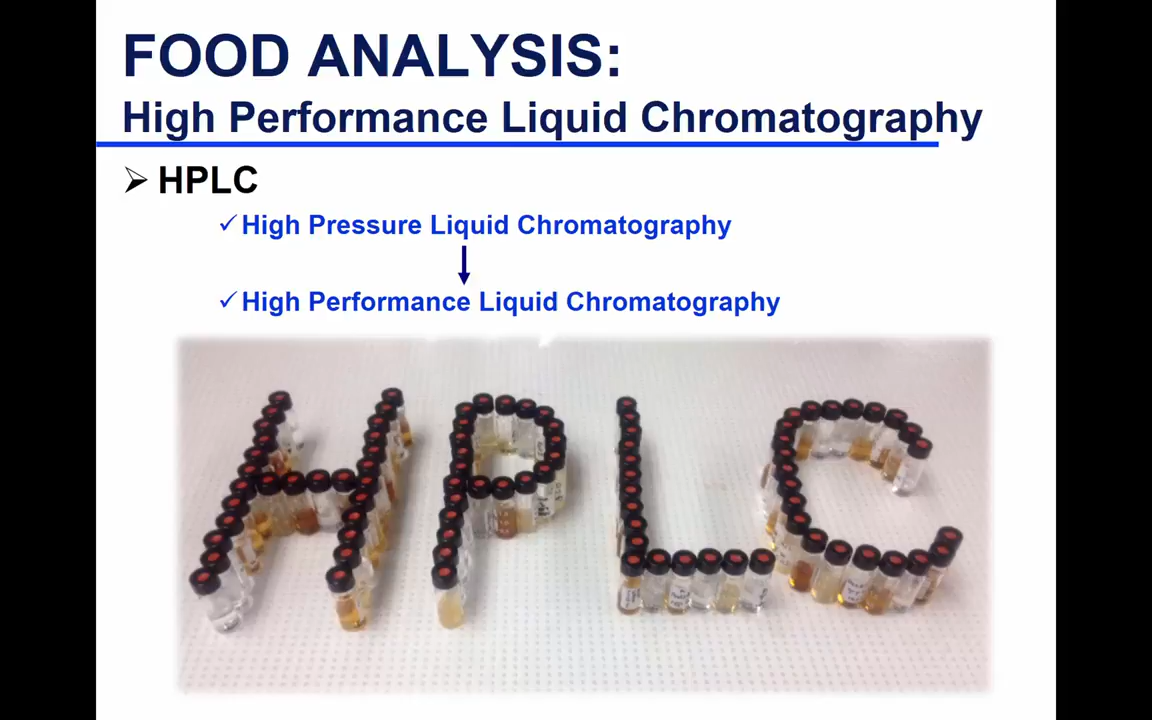 FOOD ANALYSIS:
High Performance Liquid Chromatography
HPLC
High Pressure Liquid Chromatography
High Performance Liquid Chromatography
HPLC